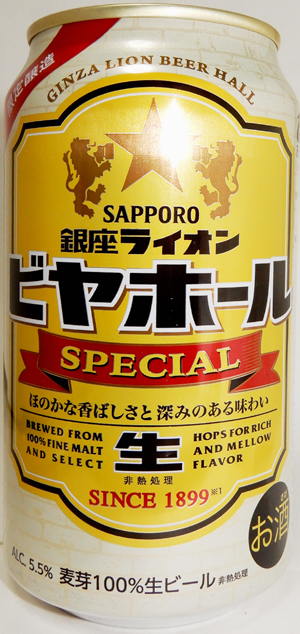 限定醸造
GINZA LION BEER HALL
SAPPORO
銀座ライオン
ビヤホール
SPECIAL
ほのかな香ばしさと 深みのある味わい
BREWED FROM
100% FINE MALT
AND SELECT
生
非熱処理
HOPS FOR RICH
AND MELLOW
FLAVOR
SINCE 1899※1
お酒
ALC. 5.5% 麦芽100%生ビール 非熱処理